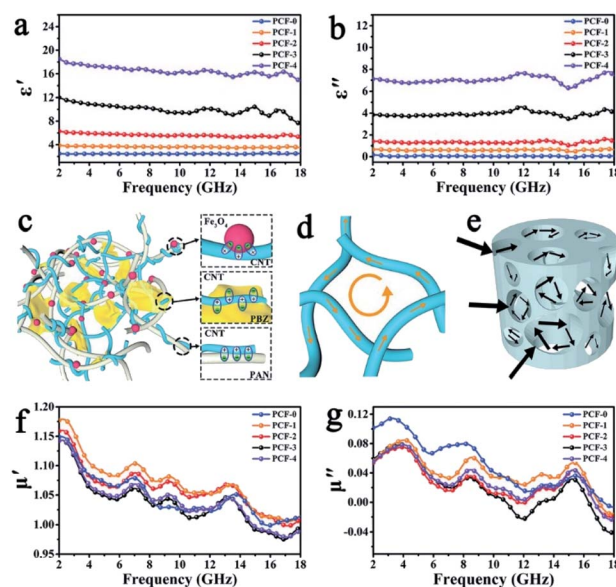 a
ε′
24
20
16
12
8
4
2 4 6 8 10 12 14 16 18
Frequency (GHz)
PCF-0
PCF-1
PCF-2
PCF-3
PCF-4
b
ε″
12
10
8
6
4
2
0
2 4 6 8 10 12 14 16 18
Frequency (GHz)
PCF-0
PCF-1
PCF-2
PCF-3
PCF-4
c
Fe3O4
CNT
CNT
PBZ
CNT
PAN
d
e
f
μ′
1.20
1.15
1.10
1.05
1.00
0.95
2 4 6 8 10 12 14 16 18
Frequency (GHz)
PCF-0
PCF-1
PCF-2
PCF-3
PCF-4
g
μ″
0.12
0.08
0.04
0.00
-0.04
2 4 6 8 10 12 14 16 18
Frequency (GHz)
PCF-0
PCF-1
PCF-2
PCF-3
PCF-4